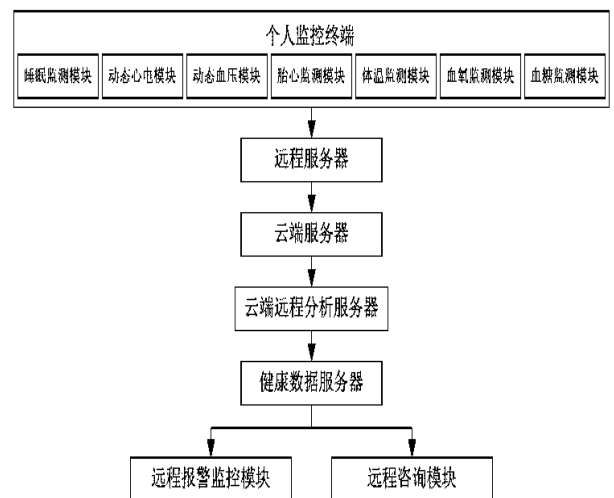 个人监控终端
睡眠监测模块 动态心电模块 动态血压模块 胎心监测模块 体温监测模块 血氧监测模块 血糖监测模块
远程服务器
云端服务器
云端远程分析服务器
健康数据服务器
远程报警监控模块 远程咨询模块